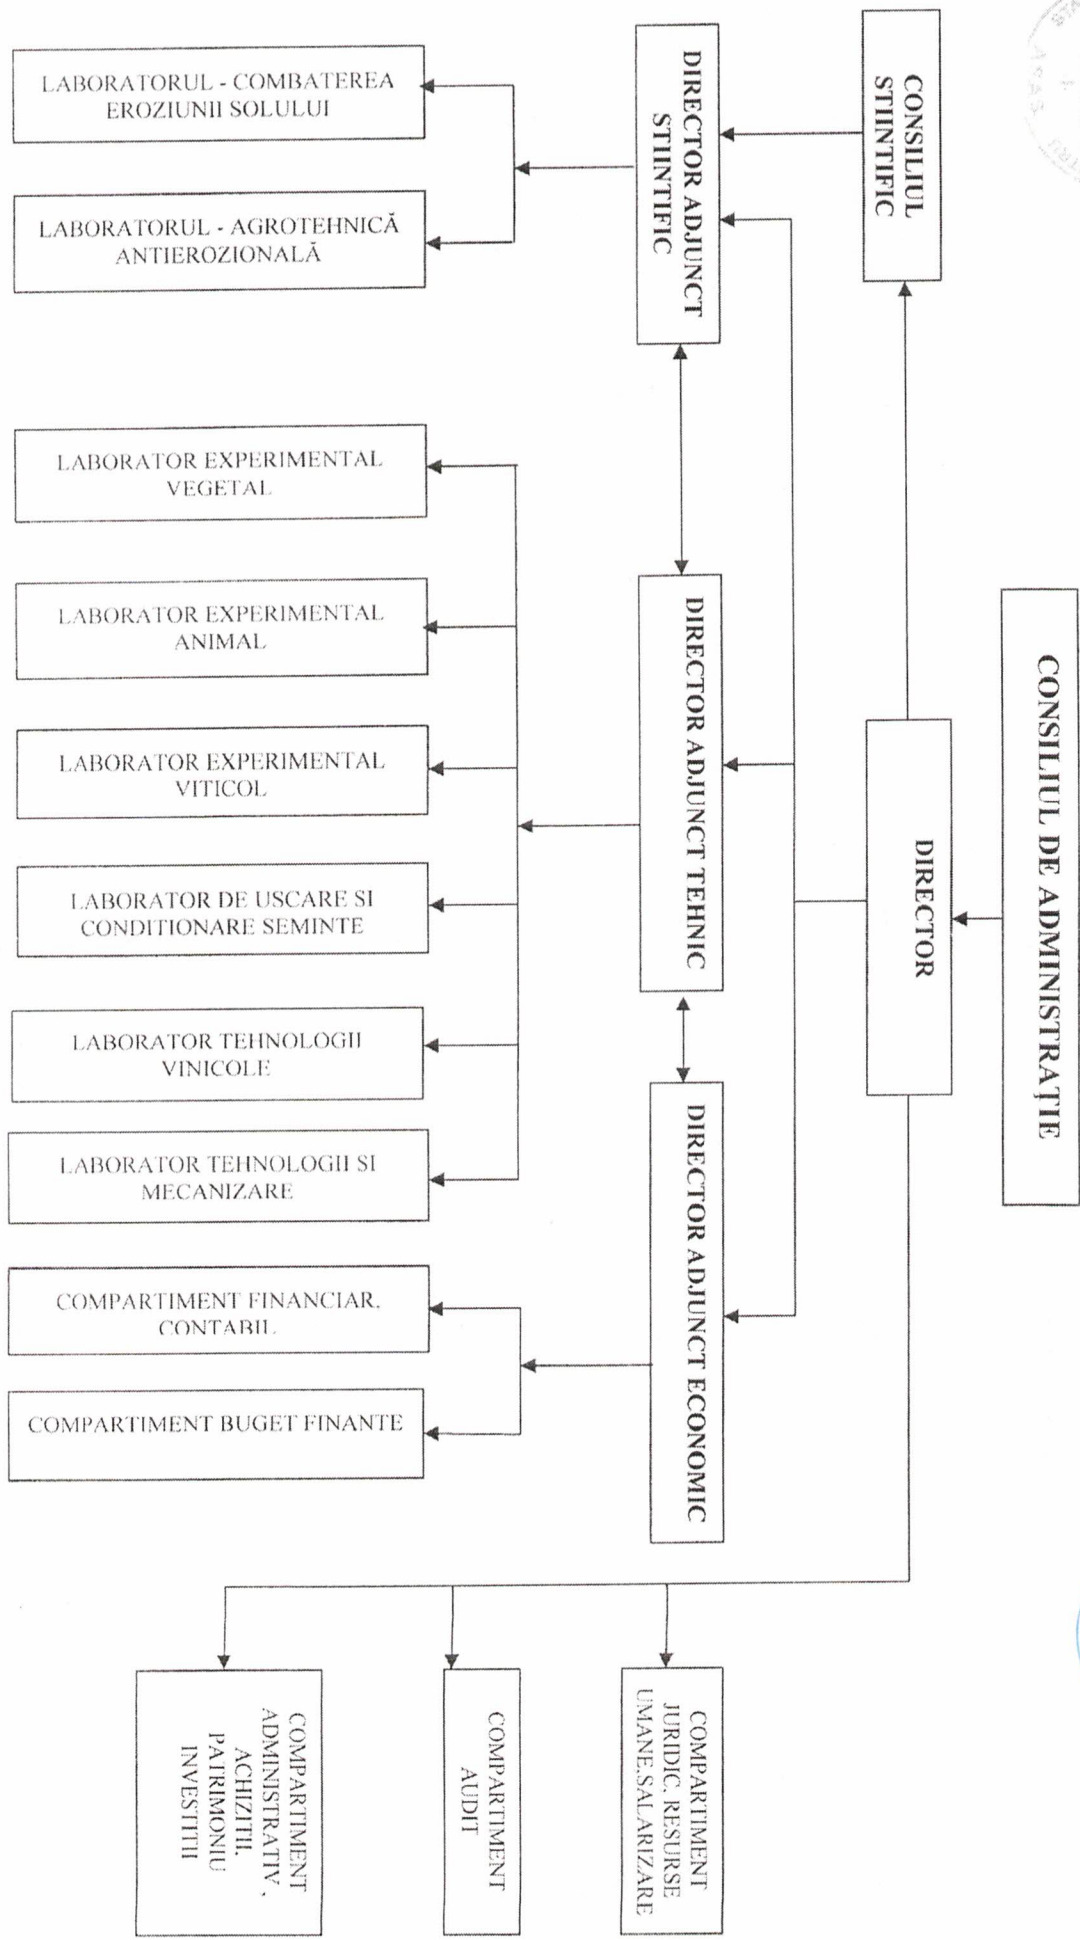 CONSILIUL DE ADMINISTRAŢIE
DIRECTOR
CONSILIUL
STIINTIFIC
DIRECTOR ADJUNCT
STIINTIFIC
DIRECTOR ADJUNCT TEHNIC
DIRECTOR ADJUNCT ECONOMIC
LABORATORUL - COMBATEREA
EROZIUNII SOLULUI
LABORATORUL - AGROTEHNICĂ
ANTIEROZIONALĂ
LABORATOR EXPERIMENTAL
VEGETAL
LABORATOR EXPERIMENTAL
ANIMAL
LABORATOR EXPERIMENTAL
VITICOL
LABORATOR DE USCARE SI
CONDITIONARE SEMINTE
LABORATOR TEHNOLOGII
VINICOLE
LABORATOR TEHNOLOGII SI
MECANIZARE
COMPARTIMENT FINANCIAR,
CONTABIL
COMPARTIMENT BUGET FINANTE
COMPARTIMENT
JURIDIC, RESURSE
UMANE,SALARIZARE
COMPARTIMENT
AUDIT
COMPARTIMENT
ADMINISTRATIV ,
ACHIZITII,
PATRIMONIU
INVESTITII